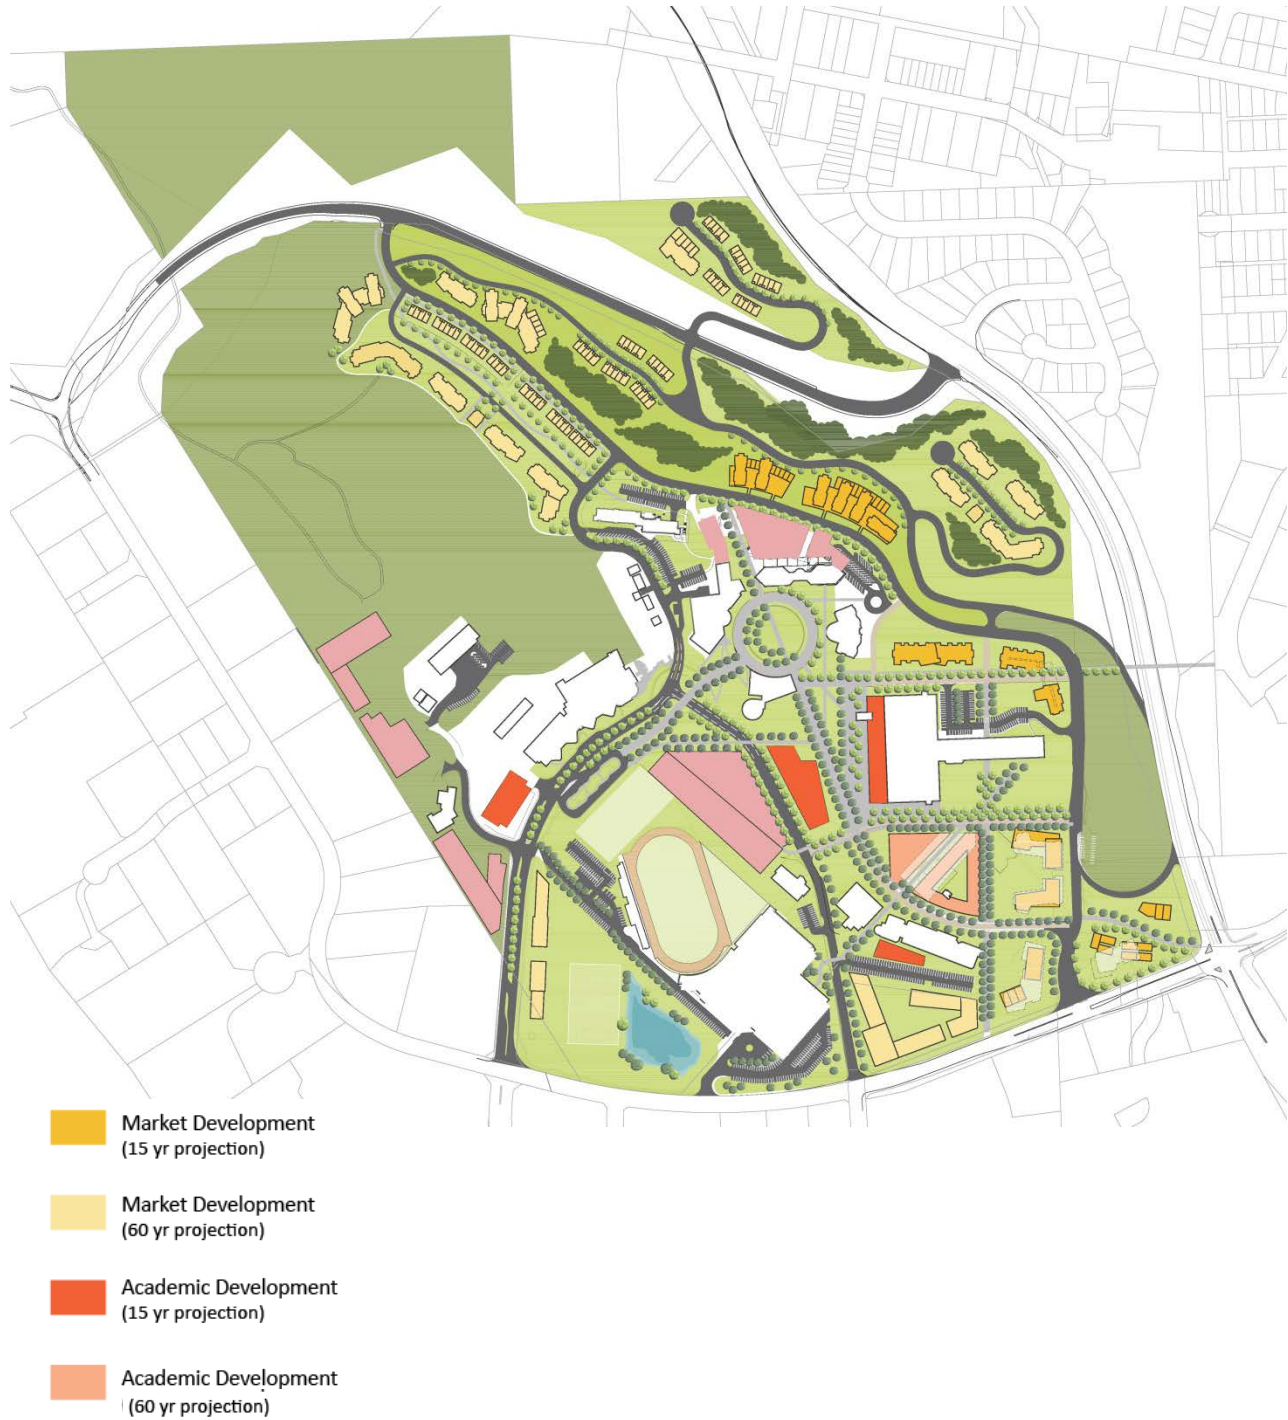 Market Development
(15 yr projection)
Market Development
(60 yr projection)
Academic Development
(15 yr projection)
Academic Development
(60 yr projection)